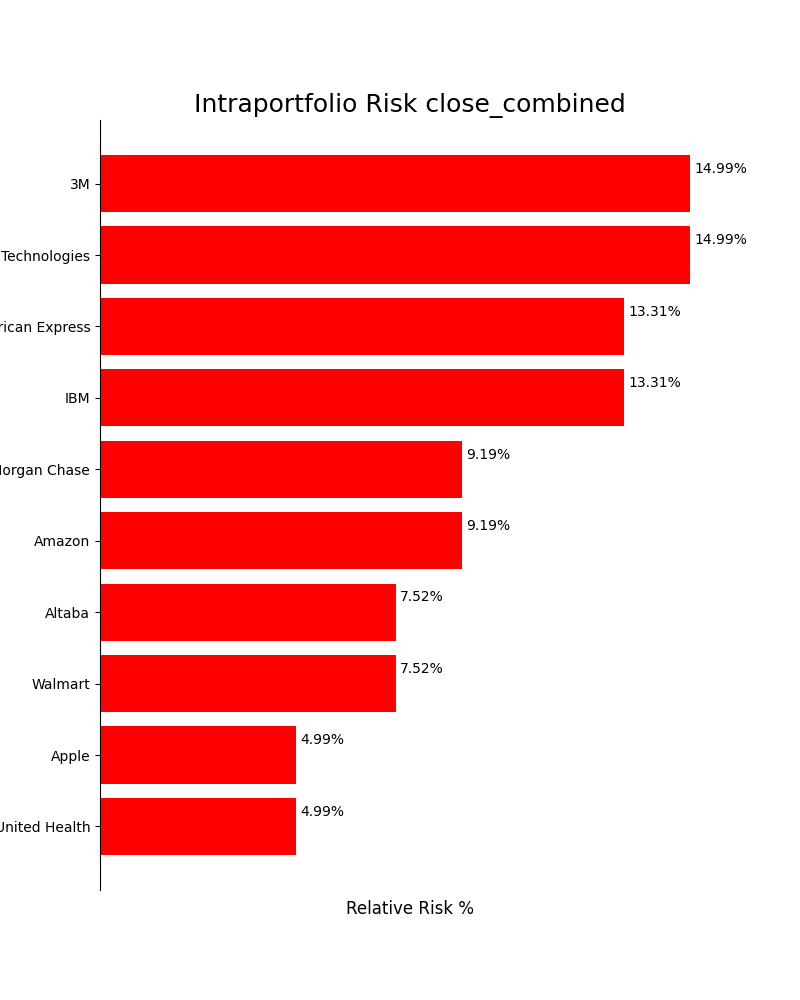 Intraportfolio Risk close_combined
3M 14.99%
Technologies 14.99%
rican Express 13.31%
IBM 13.31%
organ Chase 9.19%
Amazon 9.19%
Altaba 7.52%
Walmart 7.52%
Apple 4.99%
United Health 4.99%
Relative Risk %